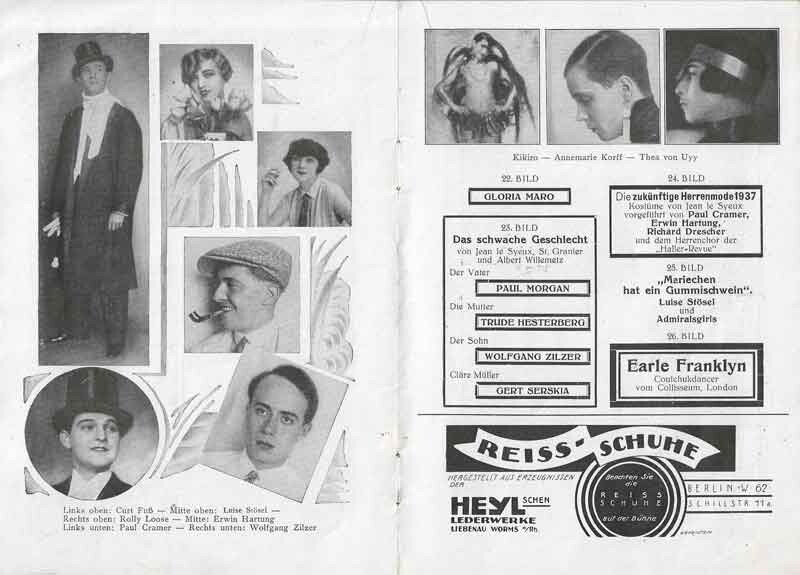 Links oben: Curt Fuß — Mitte oben: Luise Stösel —
Rechts oben: Rolly Loose — Mitte: Erwin Hartung
Links unten: Paul Cramer — Rechts unten: Wolfgang Zilzer
Kikiro — Annemarie Korff — Thea von Uyy
22. BILD
GLORIA MARO
23. BILD
Das schwache Geschlecht
von Jean le Syeux, St. Granier
und Albert Willemetz
Der Vater
PAUL MORGAN
Die Mutter
TRUDE HESTERBERG
Der Sohn
WOLFGANG ZILZER
Cläre Müller
GERT SERSKIA
24. BILD
Die zukünftige Herrenmode 1937
Kostüme von Jean le Syeux
vorgeführt von Paul Cramer,
Erwin Hartung,
Richard Drescher
und dem Herrenchor der
„Haller-Revue"
25. BILD
„Mariechen
hat ein Gummischwein".
Luise Stösel
und
Admiralsgirls
26. BILD
Earle Franklyn
Coutchukdancer
vom Collsseum, London
REISS-SCHUHE
HERGESTELLT AUS ERZEUGNISSEN
DER
HEYL'SCHEN
LEDERWERKE
LIEBENAU WORMS a/Rh.
Beachten Sie
die
REISS
SCHUHE
auf der Bühne
BERLIN-W 62
SCHILLSTR. 11a